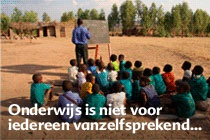 Onderwijs is niet voor
iedereen vanzelfsprekend...